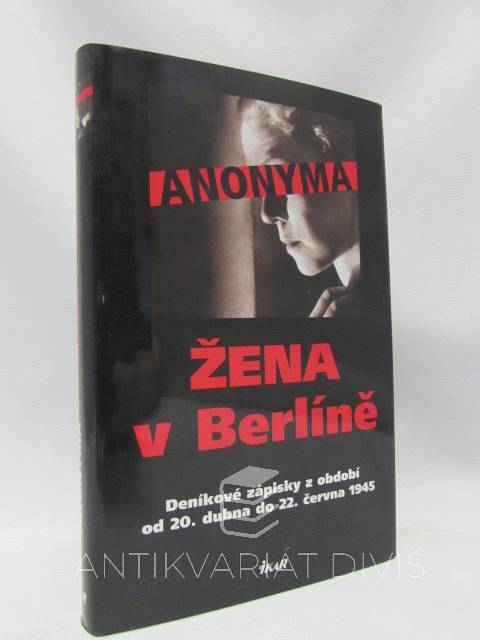 ANONYMA
ŽENA
v Berlíně
Deníkové zápisky z období
od 20. dubna do 22. června 1945
ANTIKVARIÁT DIVIŠ
IKAR